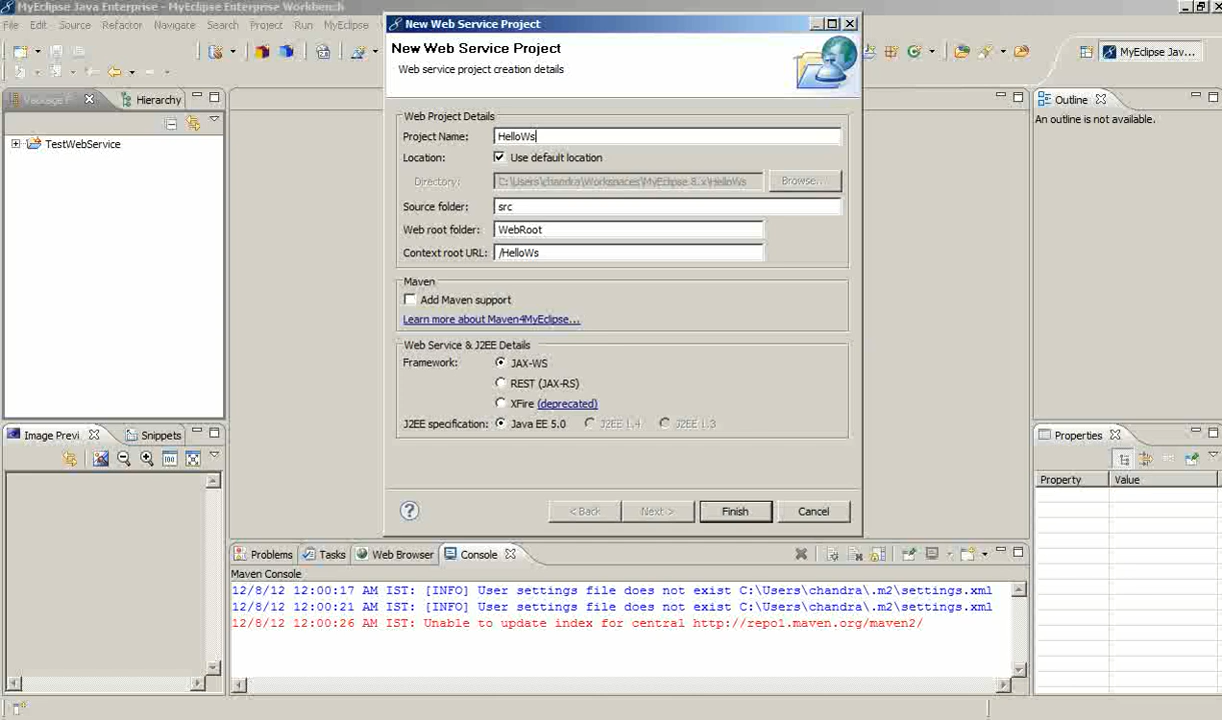 MyEclipse Java Enterprise - MyEclipse Enterprise Workbench
File Edit Source Refactor Navigate Search Project Run MyEclipse
MyEclipse Jav...
Hierarchy
TestWebService
Image Previ
Snippets
New Web Service Project
New Web Service Project
Web service project creation details
Web Project Details
Project Name: HelloWs
Location: Use default location
Directory: C:\Users\chandra\Workspaces\MyEclipse 8.x\HelloWs Browse...
Source folder: src
Web root folder: WebRoot
Context root URL: /HelloWs
Maven
Add Maven support
Learn more about Maven4MyEclipse...
Web Service & J2EE Details
Framework: JAX-WS
REST (JAX-RS)
XFire (deprecated)
J2EE specification: Java EE 5.0 J2EE 1.4 J2EE 1.3
< Back Next > Finish Cancel
Outline
An outline is not available.
Properties
Property Value
Problems Tasks Web Browser Console
Maven Console
12/8/12 12:00:17 AM IST: [INFO] User settings file does not exist C:\Users\chandra\.m2\settings.xml
12/8/12 12:00:21 AM IST: [INFO] User settings file does not exist C:\Users\chandra\.m2\settings.xml
12/8/12 12:00:26 AM IST: Unable to update index for central http://repo1.maven.org/maven2/